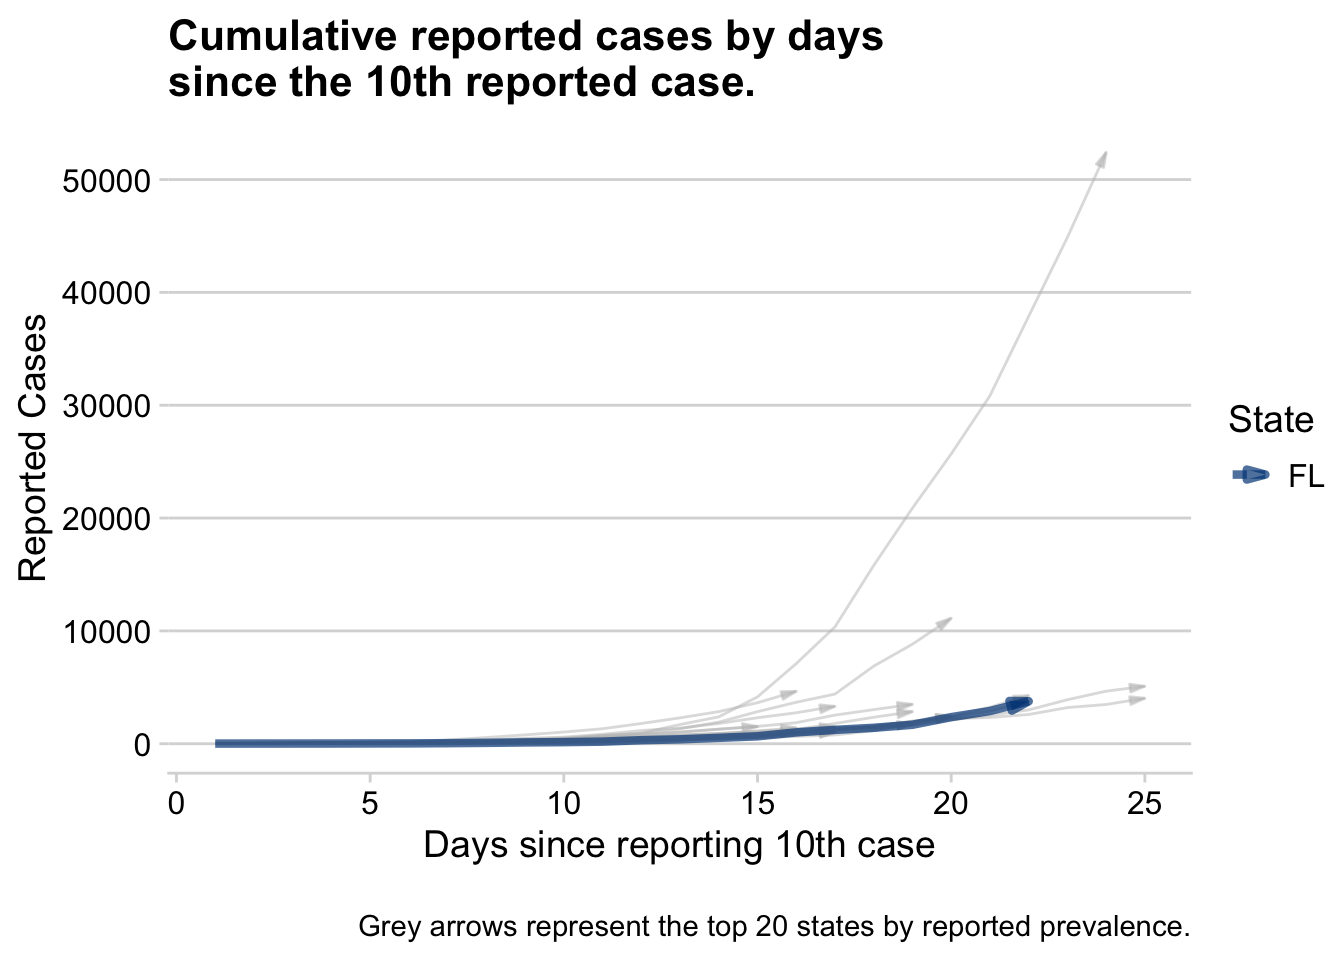 Cumulative reported cases by days
since the 10th reported case.
50000
40000
30000
20000
10000
0
Reported Cases
0 5 10 15 20 25
Days since reporting 10th case
State
FL
Grey arrows represent the top 20 states by reported prevalence.